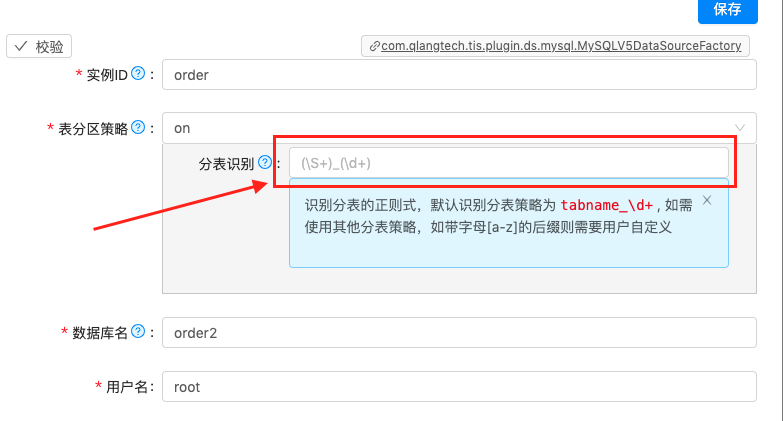 保存
校验
com.qlangtech.tis.plugin.ds.mysql.MySQLV5DataSourceFactory
* 实例ID ? : order
* 表分区策略 ? : on
分表识别 ? : (\S+)_(\d+)
识别分表的正则式，默认识别分表策略为 tabname_\d+ , 如需
使用其他分表策略，如带字母[a-z]的后缀则需要用户自定义
* 数据库名 ? : order2
* 用户名 : root